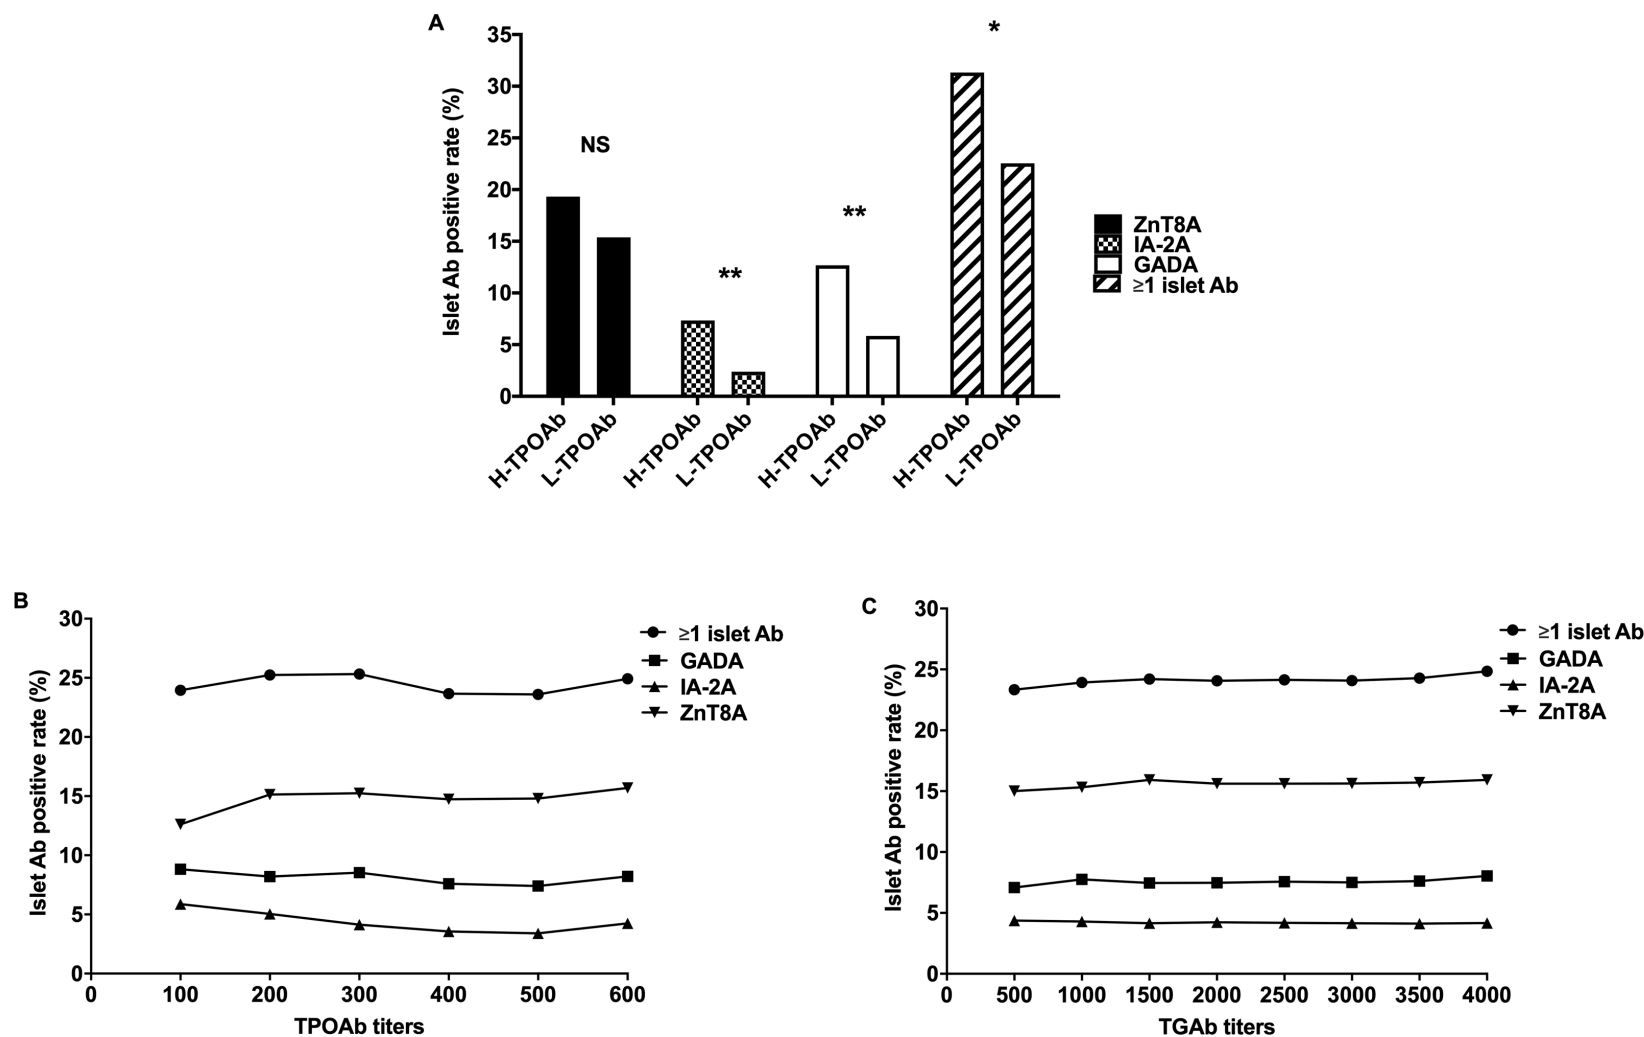 A
Islet Ab positive rate (%)
35
30
25
20
15
10
5
0
NS
**
**
*
H-TPOAb
L-TPOAb
H-TPOAb
L-TPOAb
H-TPOAb
L-TPOAb
H-TPOAb
L-TPOAb
ZnT8A
IA-2A
GADA
≥1 islet Ab
B
Islet Ab positive rate (%)
30
25
20
15
10
5
0
0 100 200 300 400 500 600
TPOAb titers
≥1 islet Ab
GADA
IA-2A
ZnT8A
C
Islet Ab positive rate (%)
30
25
20
15
10
5
0
0 500 1000 1500 2000 2500 3000 3500 4000
TGAb titers
≥1 islet Ab
GADA
IA-2A
ZnT8A